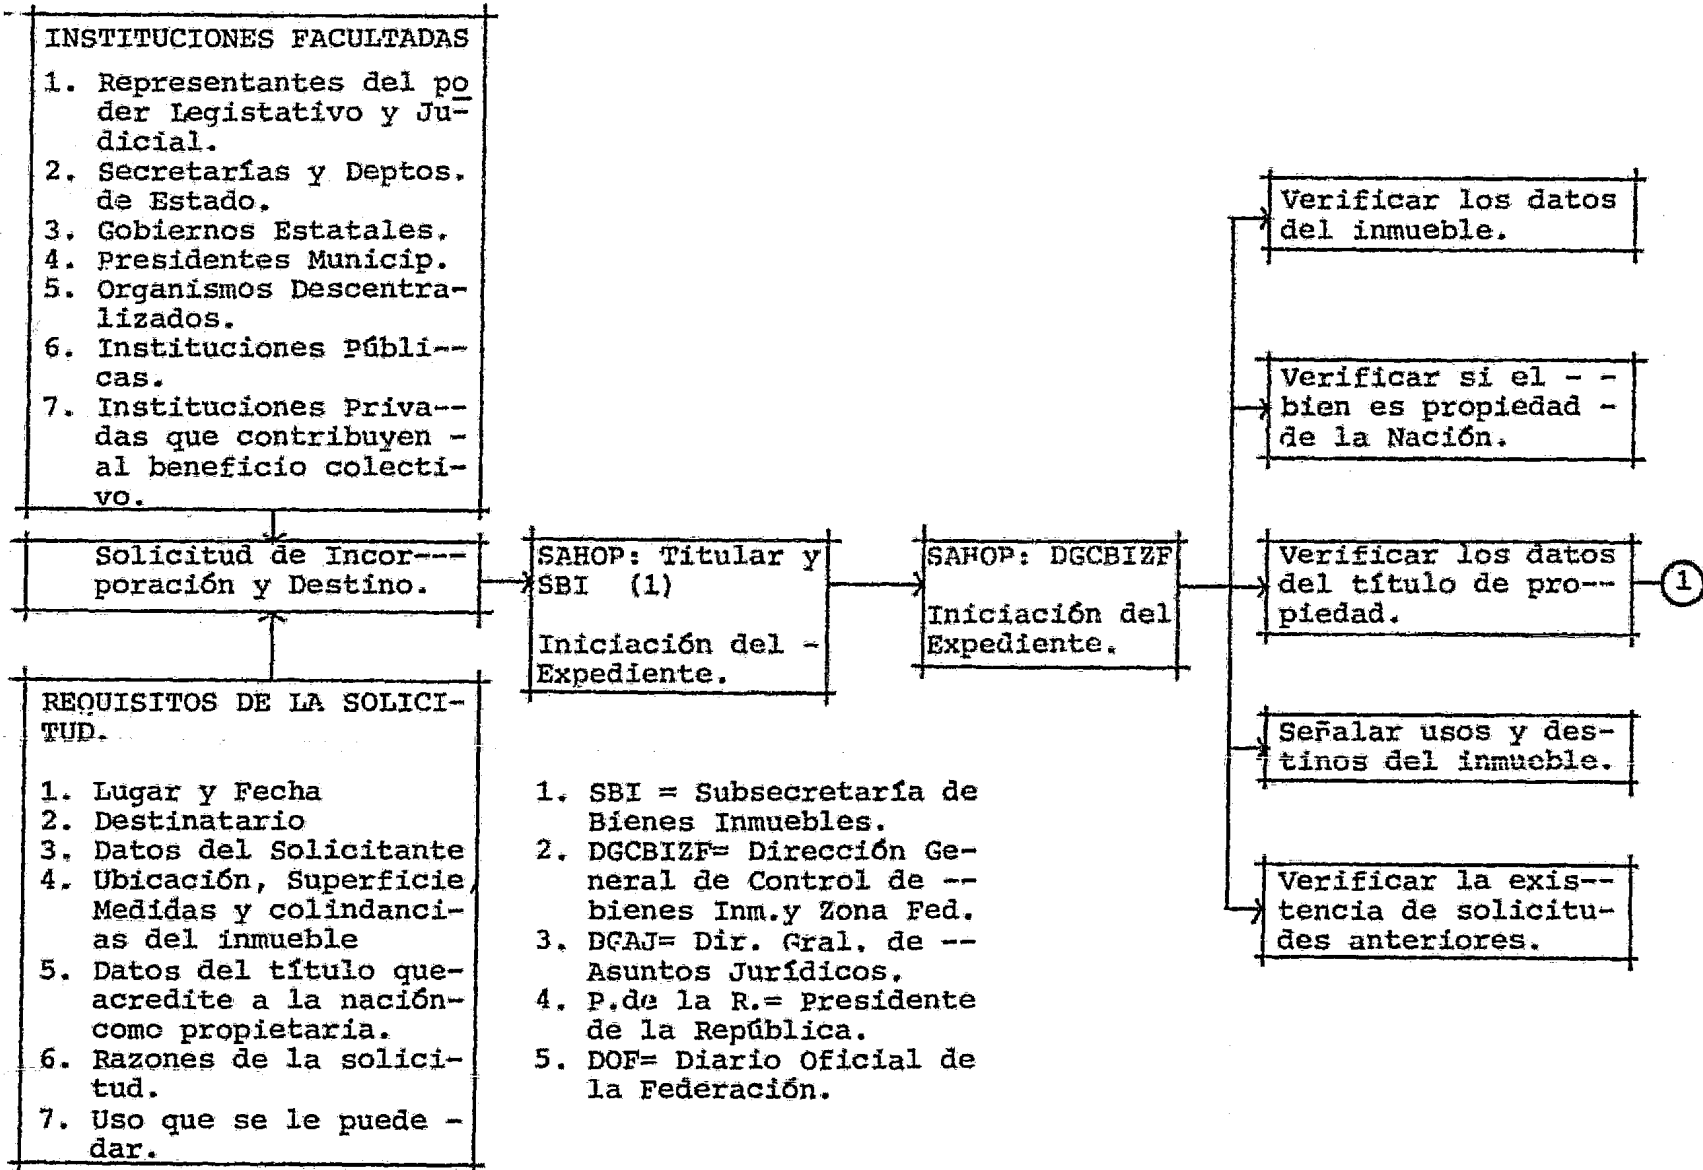 INSTITUCIONES FACULTADAS
1. Representantes del po
der Legistativo y Ju-
dicial.
2. Secretarías y Deptos.
de Estado.
3. Gobiernos Estatales.
4. Presidentes Municip.
5. Organismos Descentra-
lizados.
6. Instituciones Públi--
cas.
7. Instituciones Priva--
das que contribuyen -
al beneficio colecti-
vo.
Solicitud de Incor---
poración y Destino.
REQUISITOS DE LA SOLICI-
TUD.
1. Lugar y Fecha
2. Destinatario
3. Datos del Solicitante
4. Ubicación, Superficie,
Medidas y colindanci-
as del inmueble
5. Datos del título que-
acredite a la nación-
como propietaria.
6. Razones de la solici-
tud.
7. Uso que se le puede -
dar.
SAHOP: Titular y
SBI (1)
Iniciación del -
Expediente.
SAHOP: DGCBIZF
Iniciación del
Expediente.
1. SBI = Subsecretaría de
Bienes Inmuebles.
2. DGCBIZF= Dirección Ge-
neral de Control de --
bienes Inm.y Zona Fed.
3. DGAJ= Dir. Gral. de --
Asuntos Jurídicos.
4. P.de la R.= Presidente
de la República.
5. DOF= Diario Oficial de
la Federación.
Verificar los datos
del inmueble.
Verificar si el - -
bien es propiedad -
de la Nación.
Verificar los datos
del título de pro--
piedad.
1
Señalar usos y des-
tinos del inmueble.
Verificar la exis--
tencia de solicitu-
des anteriores.